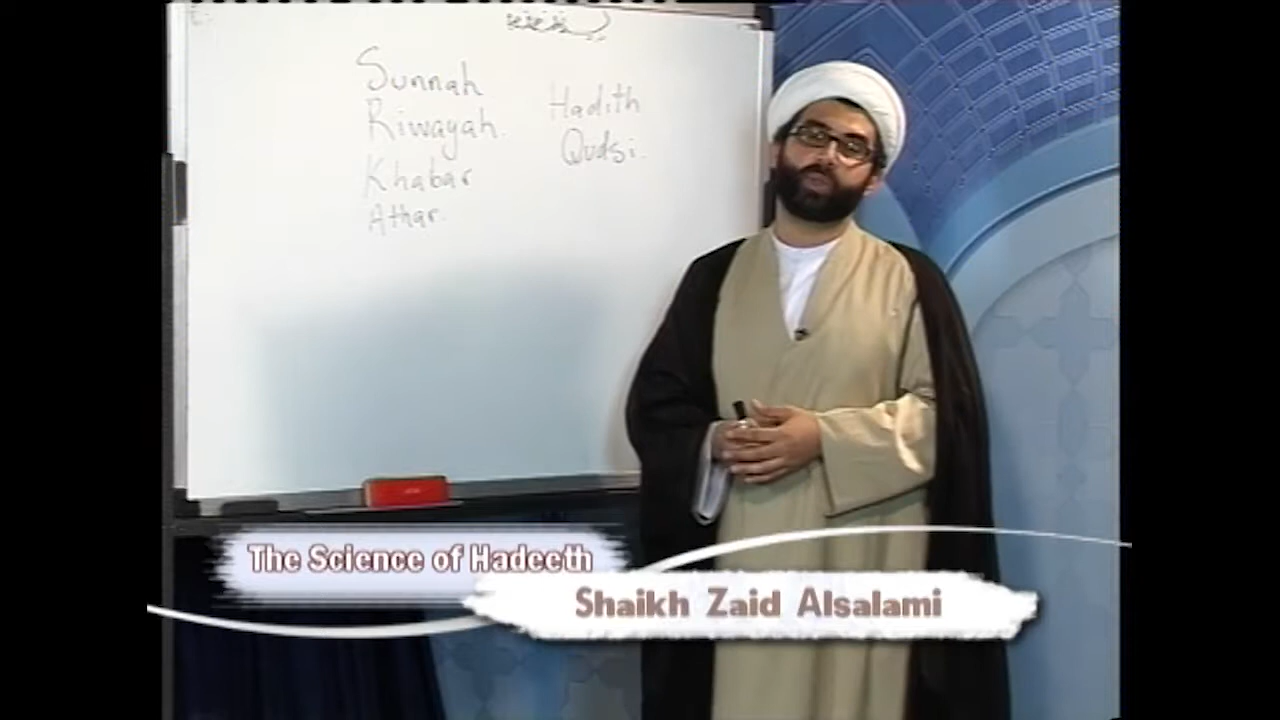 Sunnah
Riwayah.
Khabar
Athar.
Hadith
Qudsi.
The Science of Hadeeth
Shaikh Zaid Alsalami